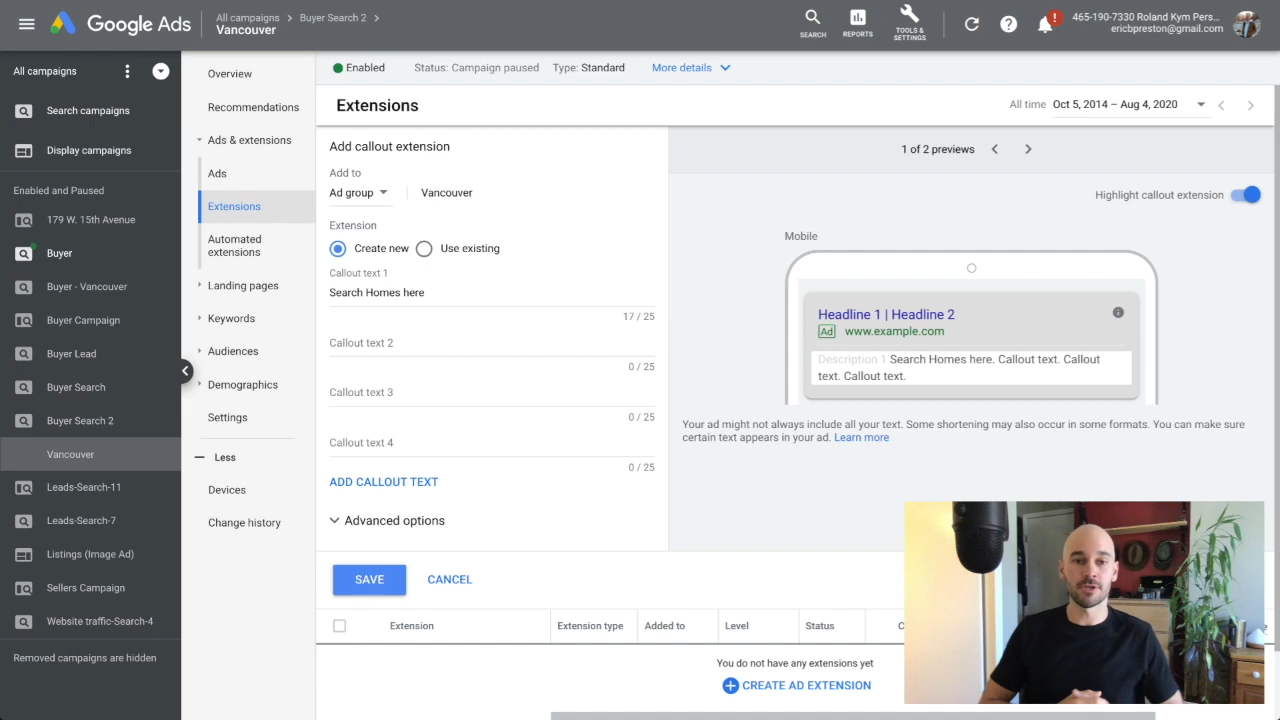 Google Ads
All campaigns > Buyer Search 2 >
Vancouver
SEARCH
REPORTS
TOOLS &
SETTINGS
!
465-190-7330 Roland Kym Pers...
ericbpreston@gmail.com
All campaigns
Search campaigns
Display campaigns
Enabled and Paused
179 W. 15th Avenue
Buyer
Buyer - Vancouver
Buyer Campaign
Buyer Lead
Buyer Search
Buyer Search 2
Vancouver
Leads-Search-11
Leads-Search-7
Listings (Image Ad)
Sellers Campaign
Website traffic-Search-4
Removed campaigns are hidden
Overview
Recommendations
Ads & extensions
Ads
Extensions
Automated
extensions
Landing pages
Keywords
Audiences
Demographics
Settings
Less
Devices
Change history
Enabled Status: Campaign paused Type: Standard More details
Extensions
All time Oct 5, 2014 – Aug 4, 2020
Add callout extension
Add to
Ad group Vancouver
Extension
Create new Use existing
Callout text 1
Search Homes here
17 / 25
Callout text 2
0 / 25
Callout text 3
0 / 25
Callout text 4
0 / 25
ADD CALLOUT TEXT
Advanced options
SAVE CANCEL
1 of 2 previews
Highlight callout extension
Mobile
Headline 1 | Headline 2
Ad www.example.com
Description 1 Search Homes here. Callout text. Callout
text. Callout text.
Your ad might not always include all your text. Some shortening may also occur in some formats. You can make sure
certain text appears in your ad. Learn more
Extension Extension type Added to Level Status C
You do not have any extensions yet
CREATE AD EXTENSION